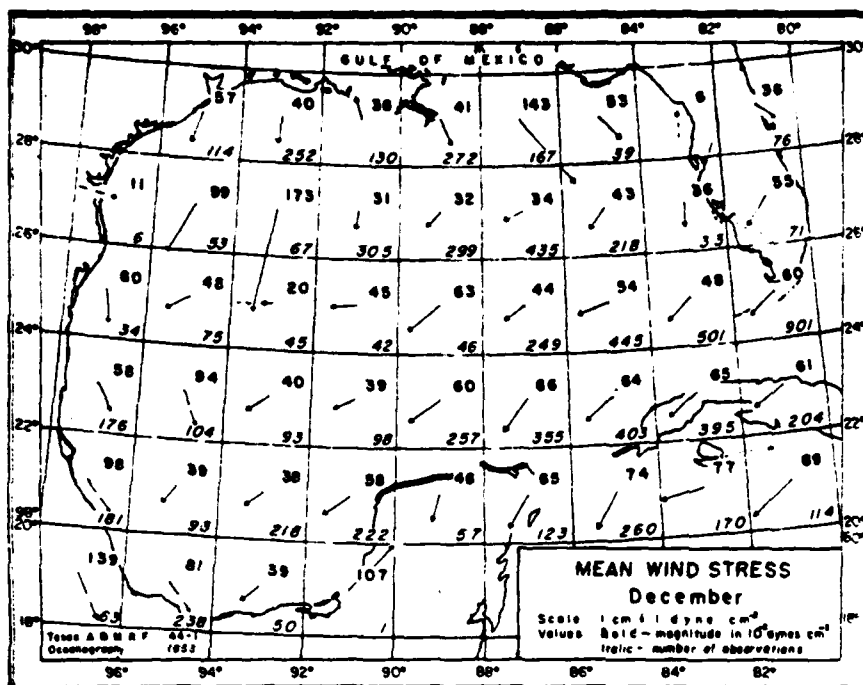 98° 96° 94° 92° 90° 88° 86° 84° 82° 80°
30° GULF OF MEXICO 30°
57 40 36 41 143 83 6 36
28° 114 252 130 272 167 39 76 28°
11 99 173 31 32 34 43 36 55
26° 6 53 67 305 299 435 218 33 71 26°
60 48 20 45 63 44 54 48 60
24° 34 75 45 42 46 249 445 501 901 24°
58 94 40 39 60 66 64 65 61
22° 176 104 93 98 257 355 403 395 204 22°
98 39 38 58 46 65 74 77 69
20° 181 93 218 222 57 123 260 170 114 20°
139 81 39 107
18° 63 238 50 18°
MEAN WIND STRESS
December
Scale 1 cm = 1 dyne cm⁻²
Values Bold - magnitude in 10⁻² dynes cm⁻²
Italic - number of observations
Texas A & M R F 44-1
Oceanography 1953
96° 94° 92° 90° 88° 86° 84° 82°